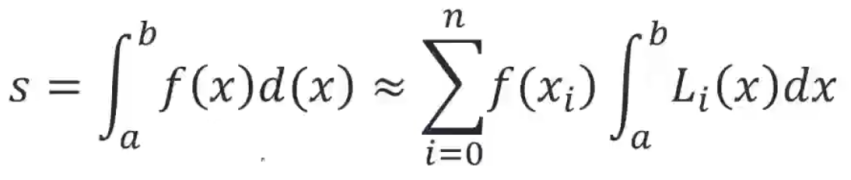 s = ∫_a^b f(x)d(x) ≈ ∑_{i=0}^n f(x_i) ∫_a^b L_i(x)dx